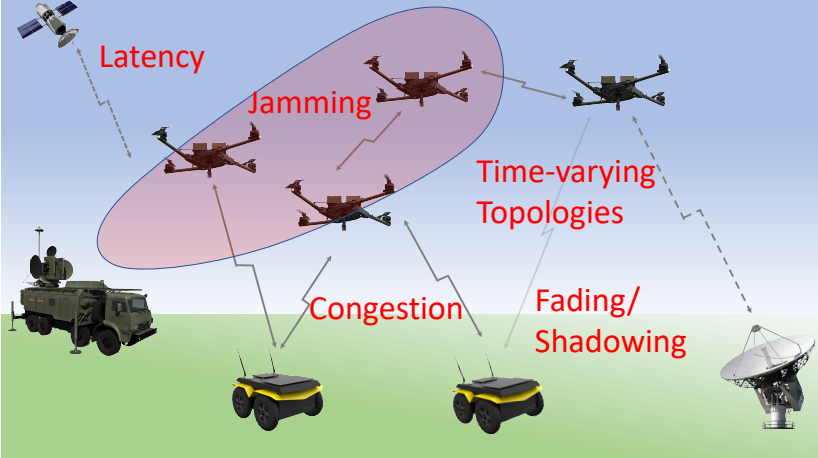 Latency
Jamming
Time-varying
Topologies
Congestion
Fading/
Shadowing